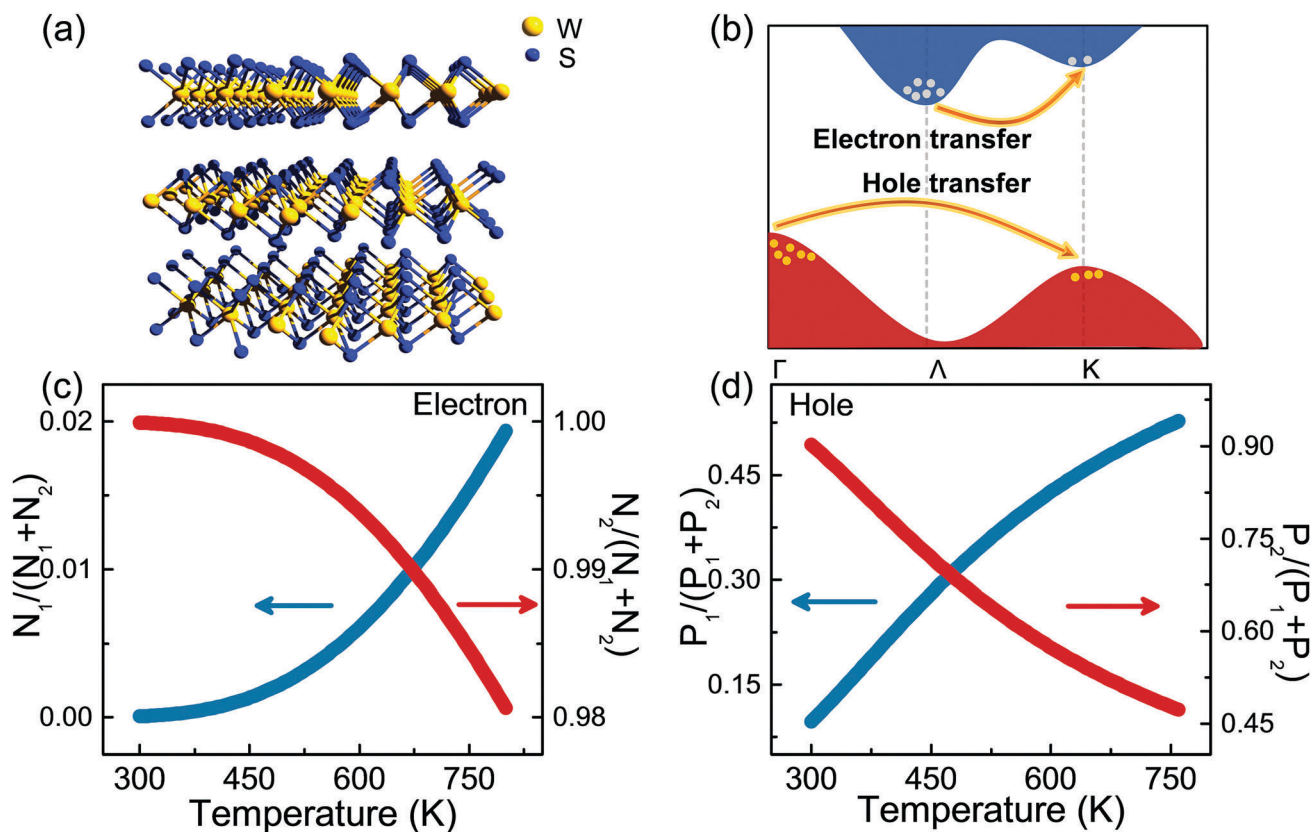 (a)
W
S
(b)
Electron transfer
Hole transfer
Γ Λ K
(c)
Electron
N₁/(N₁+N₂)
0.02
0.01
0.00
1.00
0.99
0.98
N₂/(N₁+N₂)
300 450 600 750
Temperature (K)
(d)
Hole
P₁/(P₁+P₂)
0.45
0.30
0.15
0.90
0.75
0.60
0.45
P₂/(P₁+P₂)
300 450 600 750
Temperature (K)